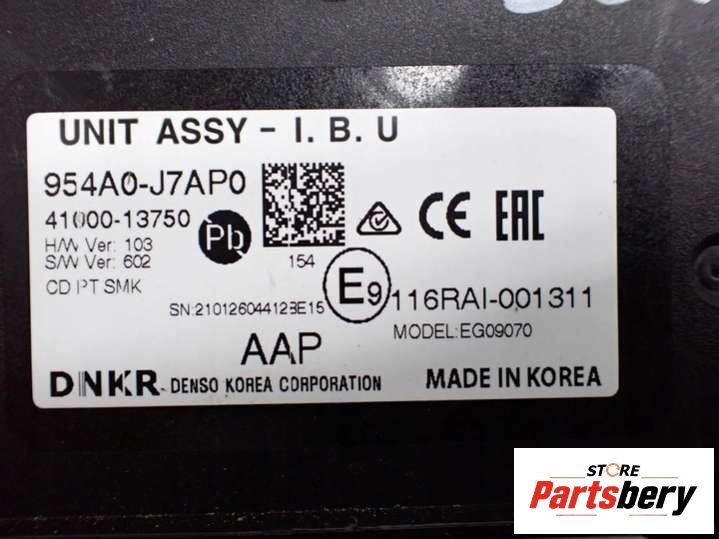 UNIT ASSY - I. B. U
954A0-J7AP0
41000-13750
H/W Ver: 103
S/W Ver: 602
CD IPT SMK
Pb
154
CE EAC
SN:210126044123E15
E9 116RAI-001311
MODEL:EG09070
AAP
DNKR DENSO KOREA CORPORATION
MADE IN KOREA
STORE
Partsbery